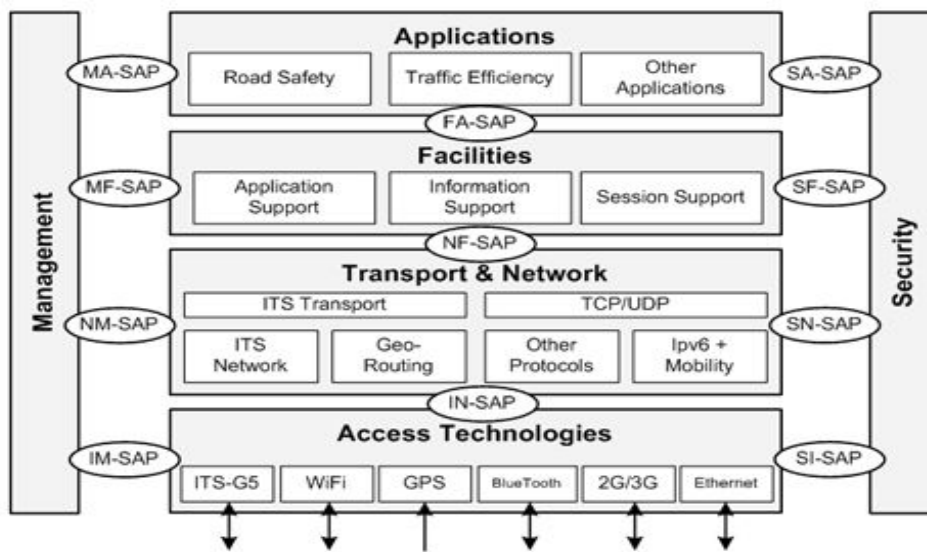 Management
Security
Applications
MA-SAP
SA-SAP
Road Safety
Traffic Efficiency
Other
Applications
FA-SAP
Facilities
MF-SAP
SF-SAP
Application
Support
Information
Support
Session Support
NF-SAP
Transport & Network
ITS Transport
TCP/UDP
NM-SAP
SN-SAP
ITS
Network
Geo-
Routing
Other
Protocols
Ipv6 +
Mobility
IN-SAP
Access Technologies
IM-SAP
SI-SAP
ITS-G5
WiFi
GPS
BlueTooth
2G/3G
Ethernet